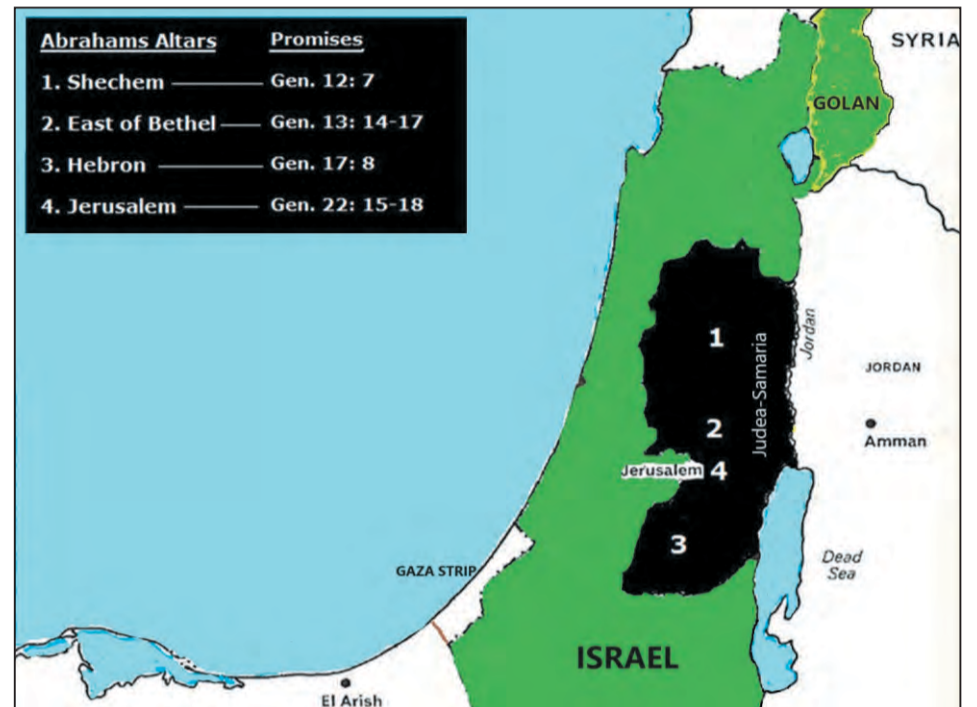 Abrahams Altars Promises
1. Shechem Gen. 12: 7
2. East of Bethel Gen. 13: 14-17
3. Hebron Gen. 17: 8
4. Jerusalem Gen. 22: 15-18
SYRIA
GOLAN
1
Judea-Samaria
Jordan
JORDAN
2
Amman
Jerusalem 4
3
Dead
Sea
GAZA STRIP
ISRAEL
El Arish